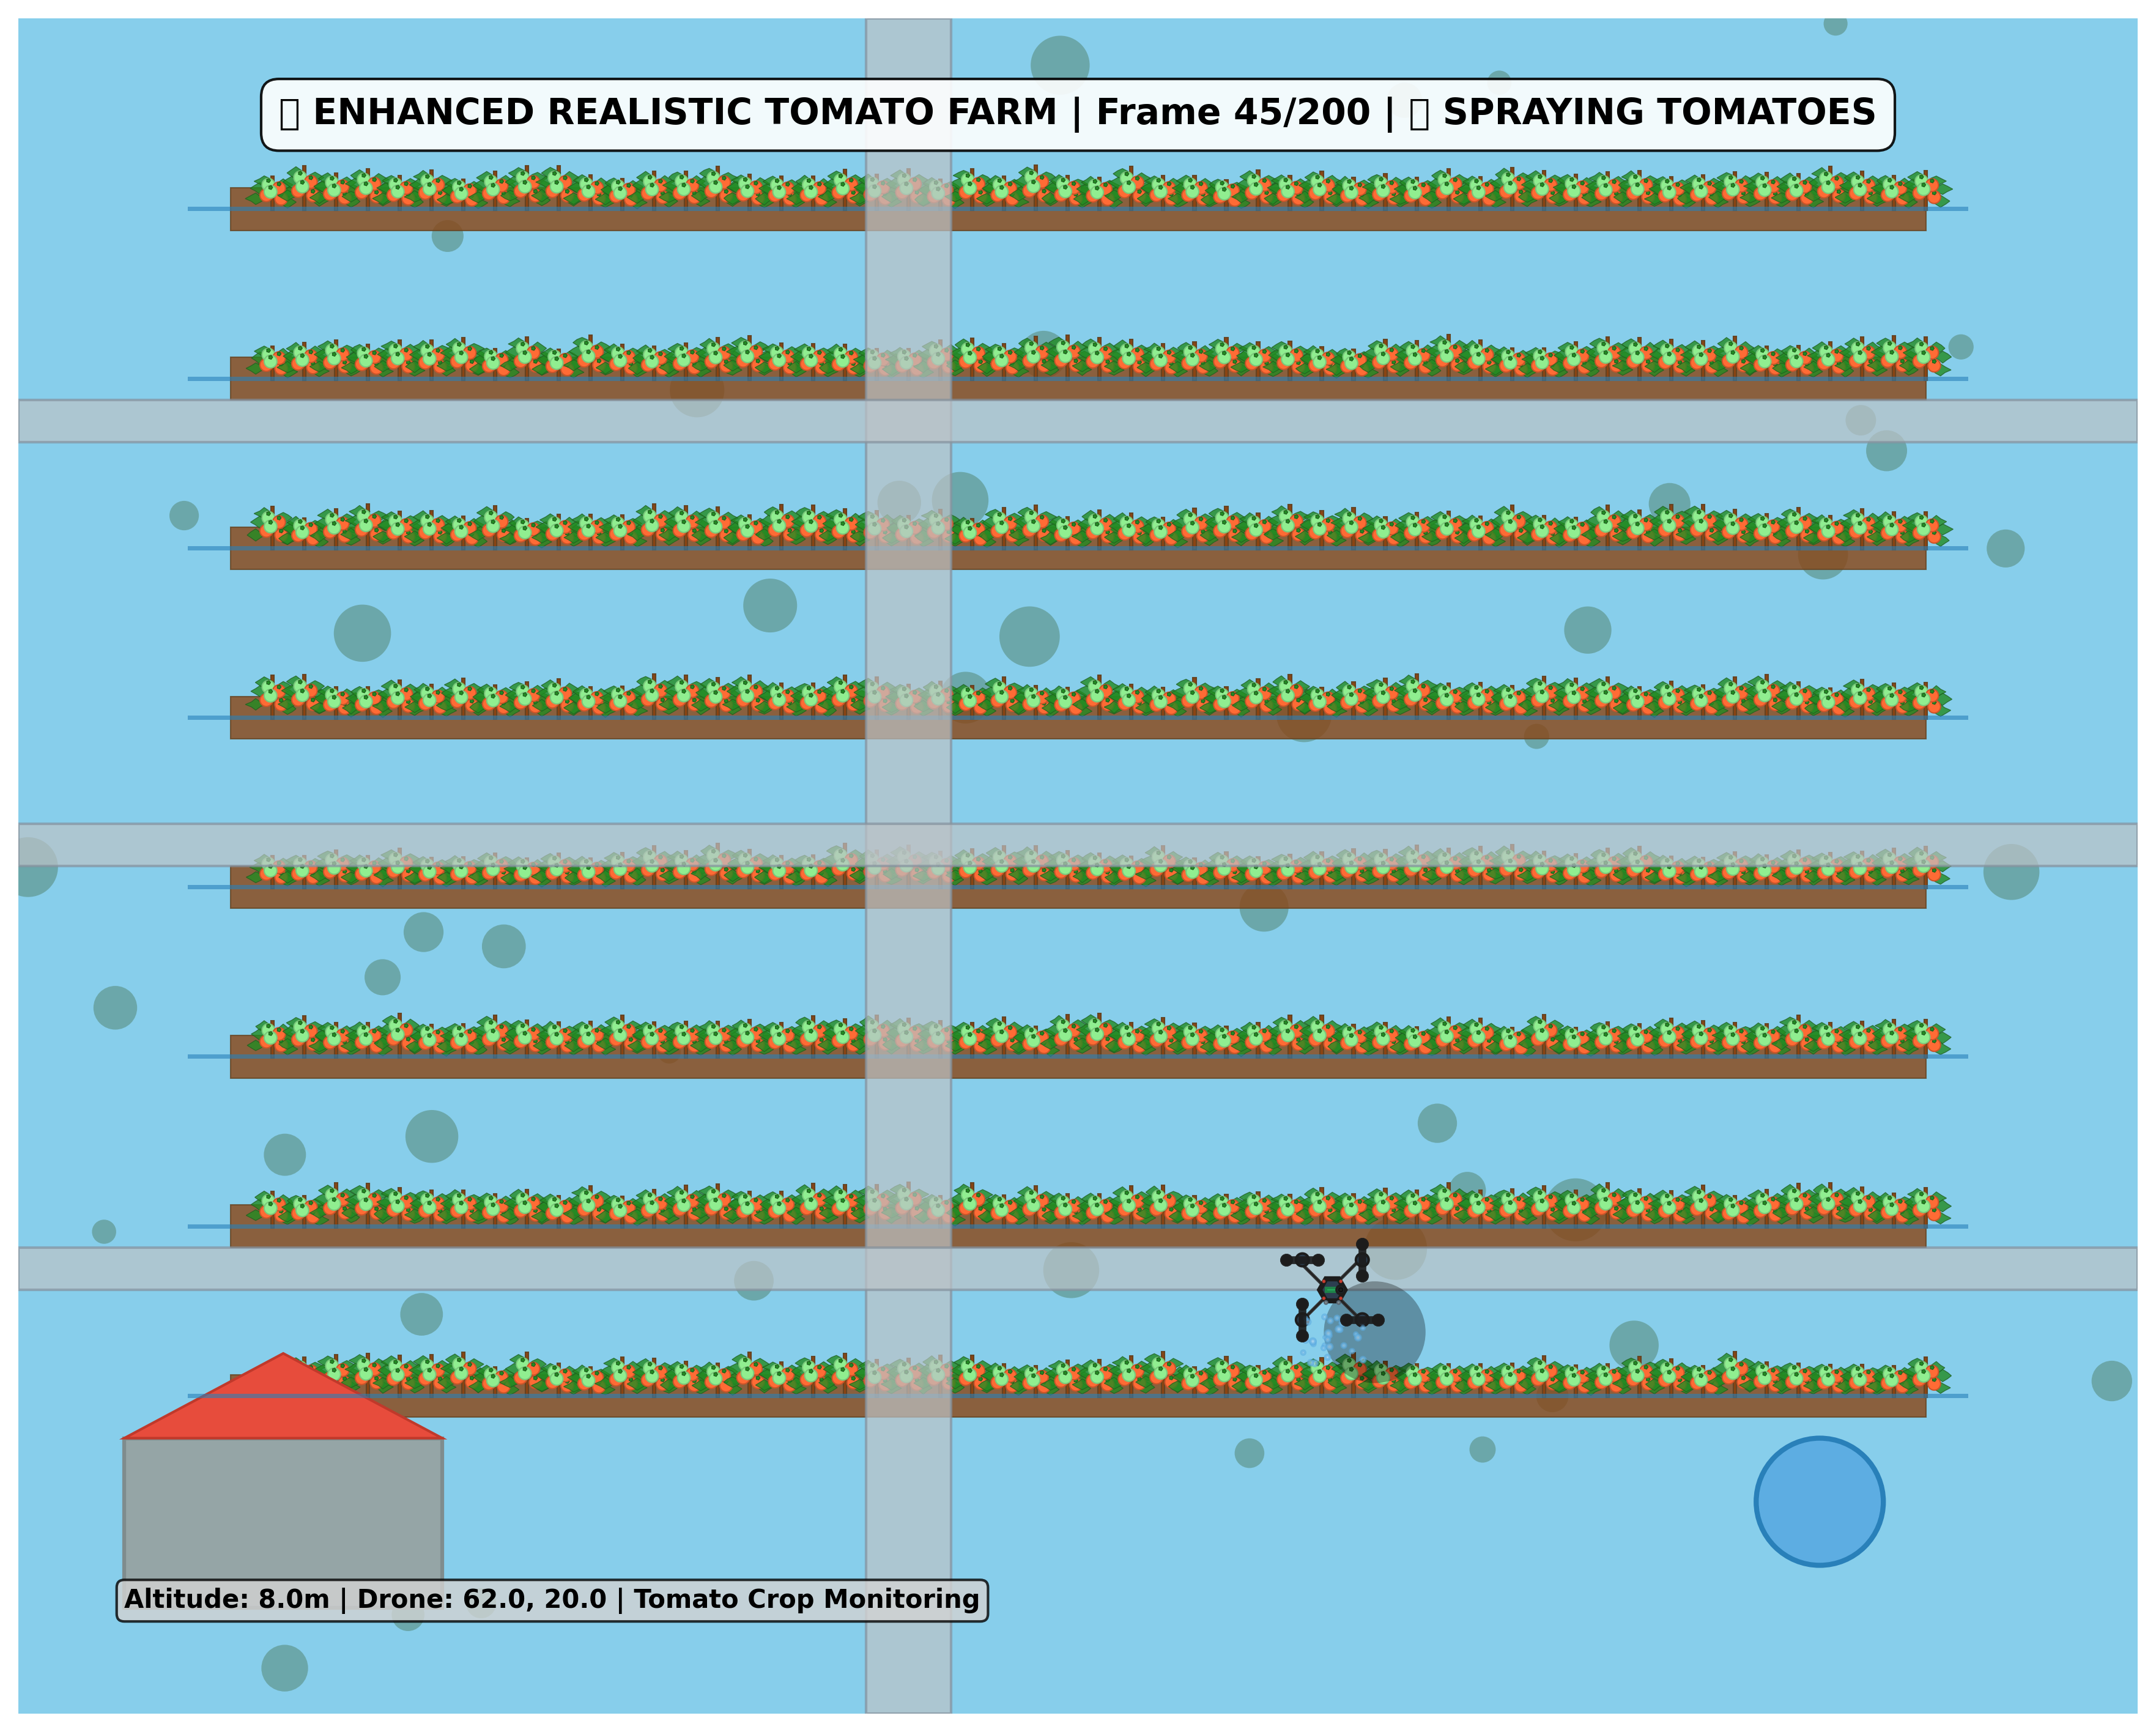 ▯ ENHANCED REALISTIC TOMATO FARM | Frame 45/200 | ▯ SPRAYING TOMATOES
Altitude: 8.0m | Drone: 62.0, 20.0 | Tomato Crop Monitoring